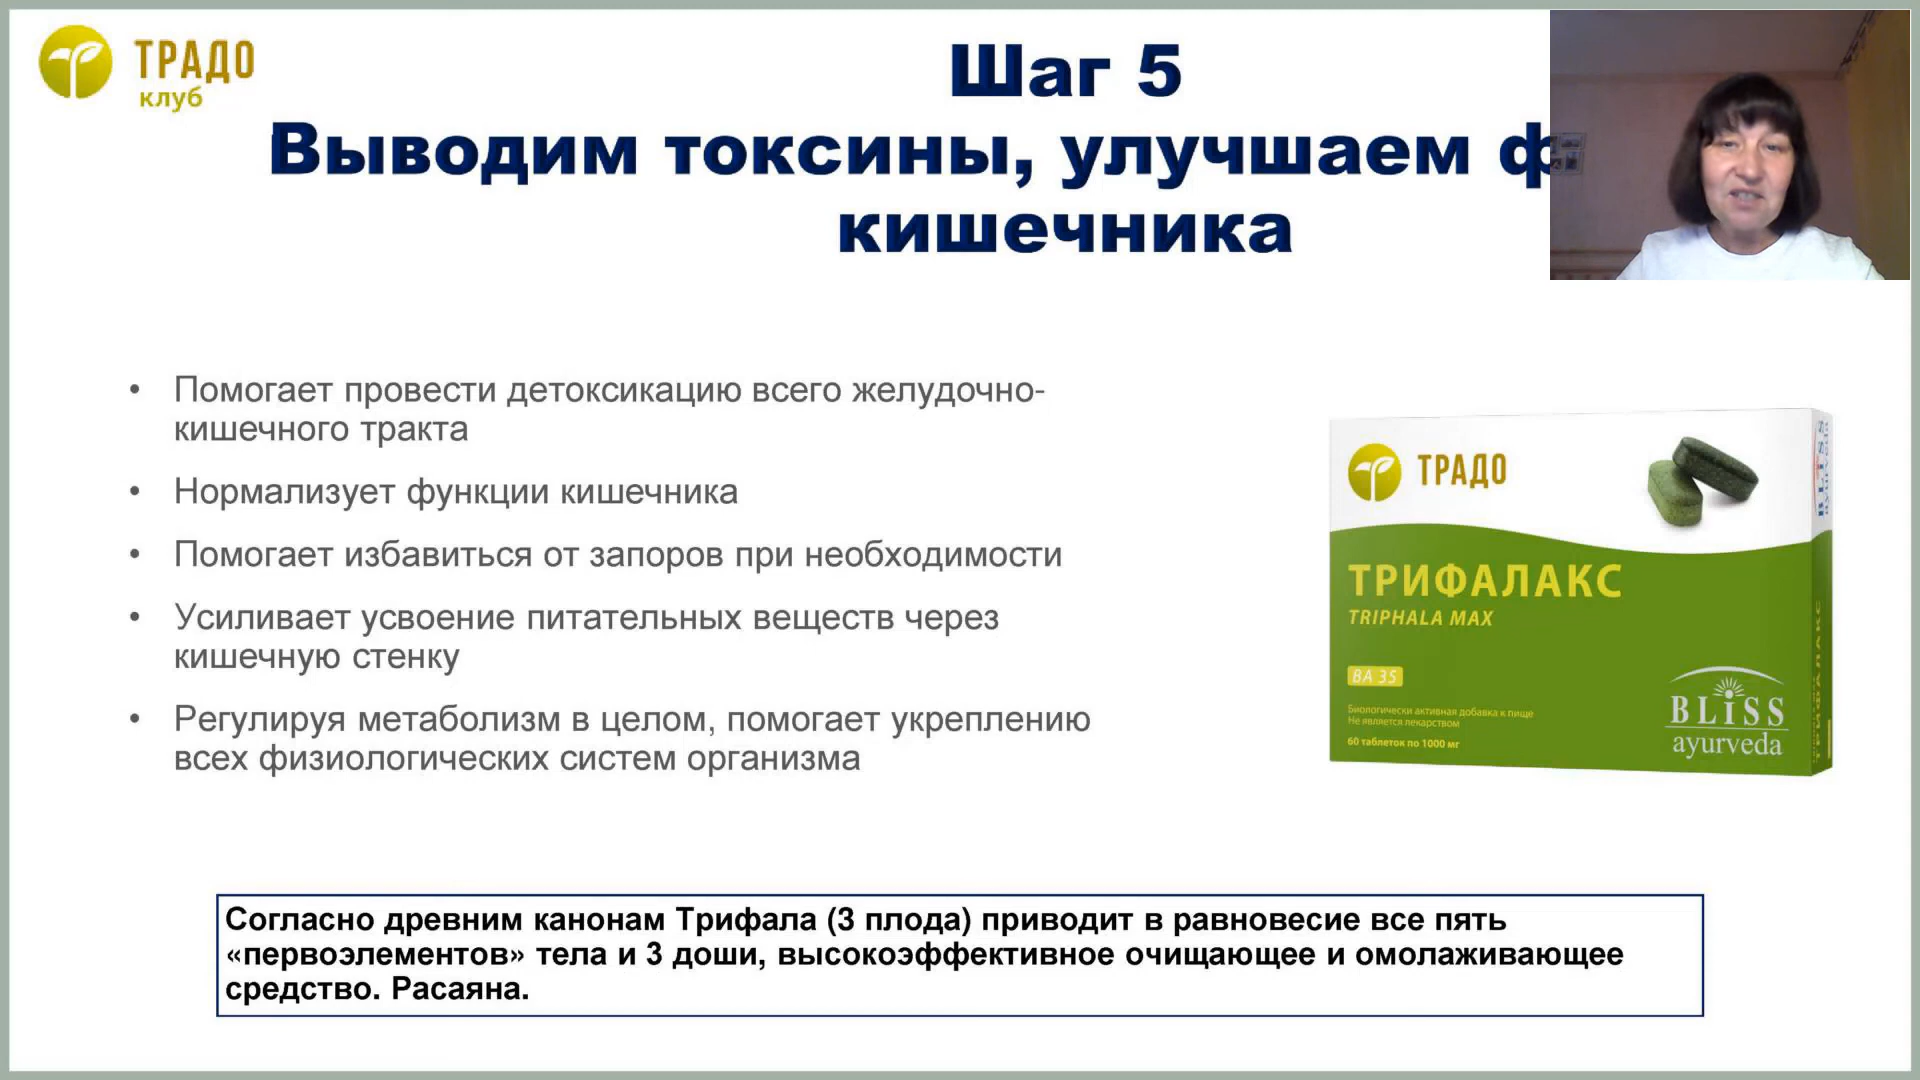 ТРАДО
клуб
Шаг 5
Выводим токсины, улучшаем ф
кишечника
• Помогает провести детоксикацию всего желудочно-
кишечного тракта
• Нормализует функции кишечника
• Помогает избавиться от запоров при необходимости
• Усиливает усвоение питательных веществ через
кишечную стенку
• Регулируя метаболизм в целом, помогает укреплению
всех физиологических систем организма
ТРАДО
ТРИФАЛАКС
TRIPHALA MAX
BA 35
Биологически активная добавка к пище
Не является лекарством
60 таблеток по 1000 мг
BLiSS
ayurveda
BLISS
ayurveda
ТРИФАЛАКС
Согласно древним канонам Трифала (3 плода) приводит в равновесие все пять
«первоэлементов» тела и 3 доши, высокоэффективное очищающее и омолаживающее
средство. Расаяна.